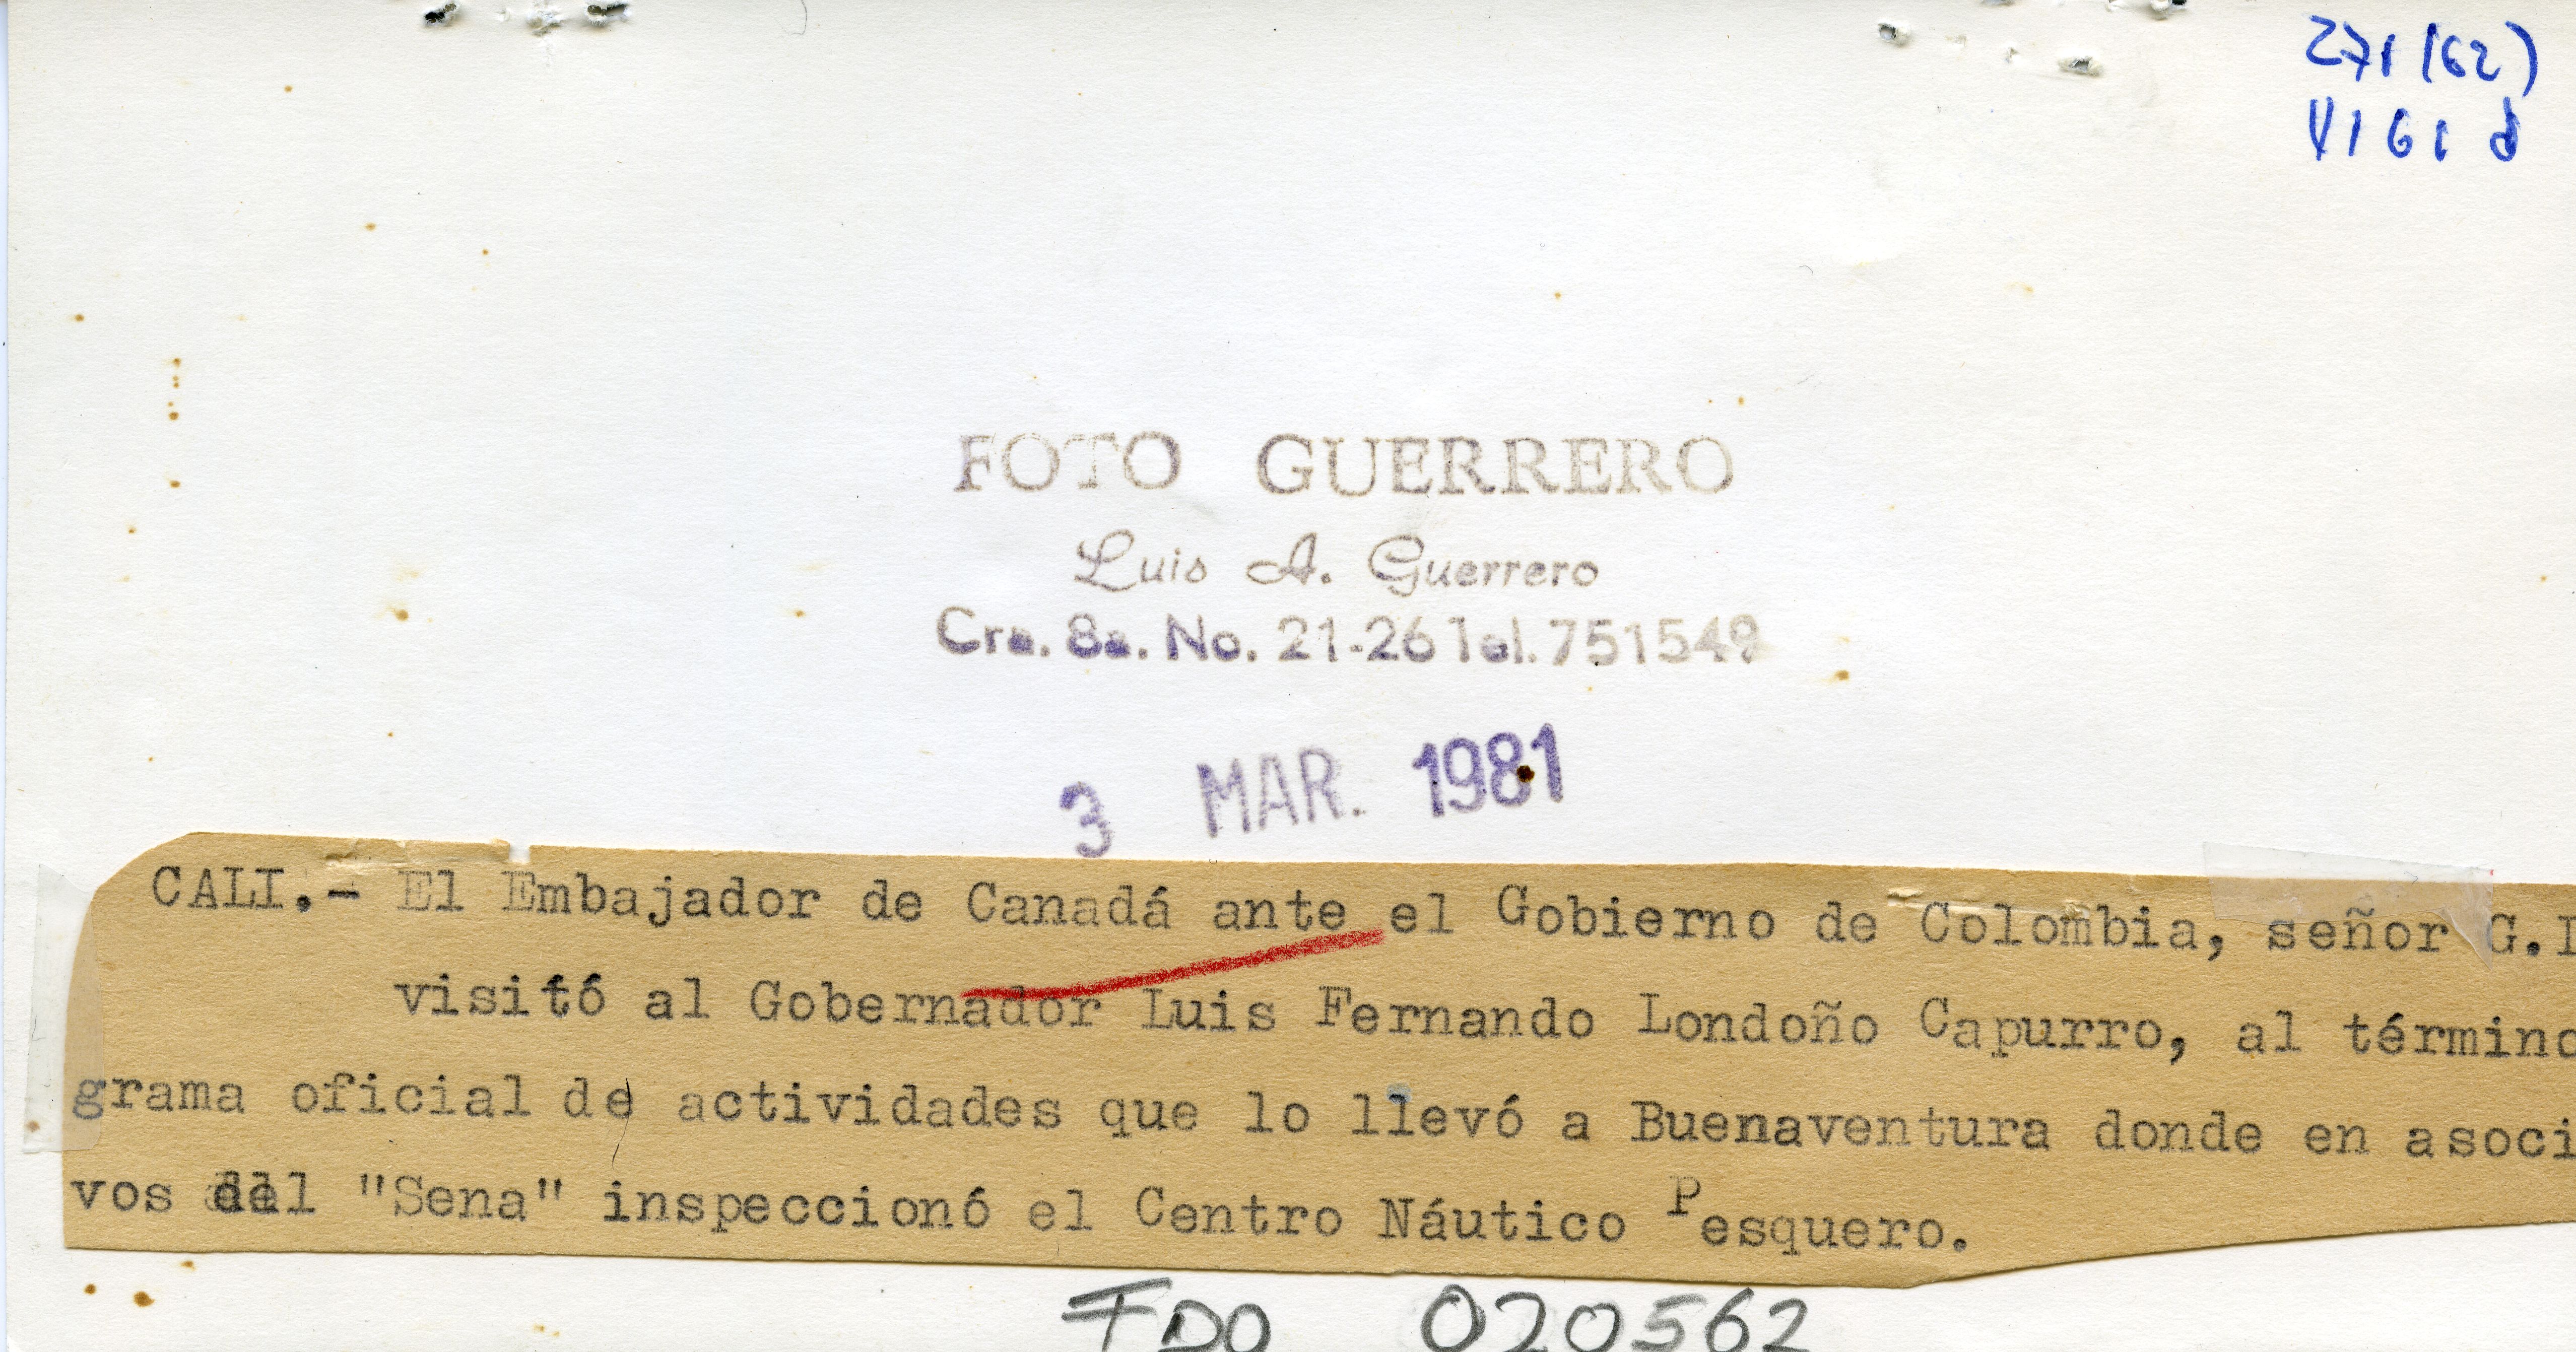 271 (62)
V161d
FOTO GUERRERO
Luis A. Guerrero
Cra. 8a. No. 21-26 Tel. 751549
3 MAR. 1981
CALI.- El Embajador de Canadá ante el Gobierno de Colombia, señor G.
visitó al Gobernador Luis Fernando Londoño Capurro, al término
grama oficial de actividades que lo llevó a Buenaventura donde en asoci
vos del "Sena" inspeccionó el Centro Náutico Pesquero.
FDO 020562